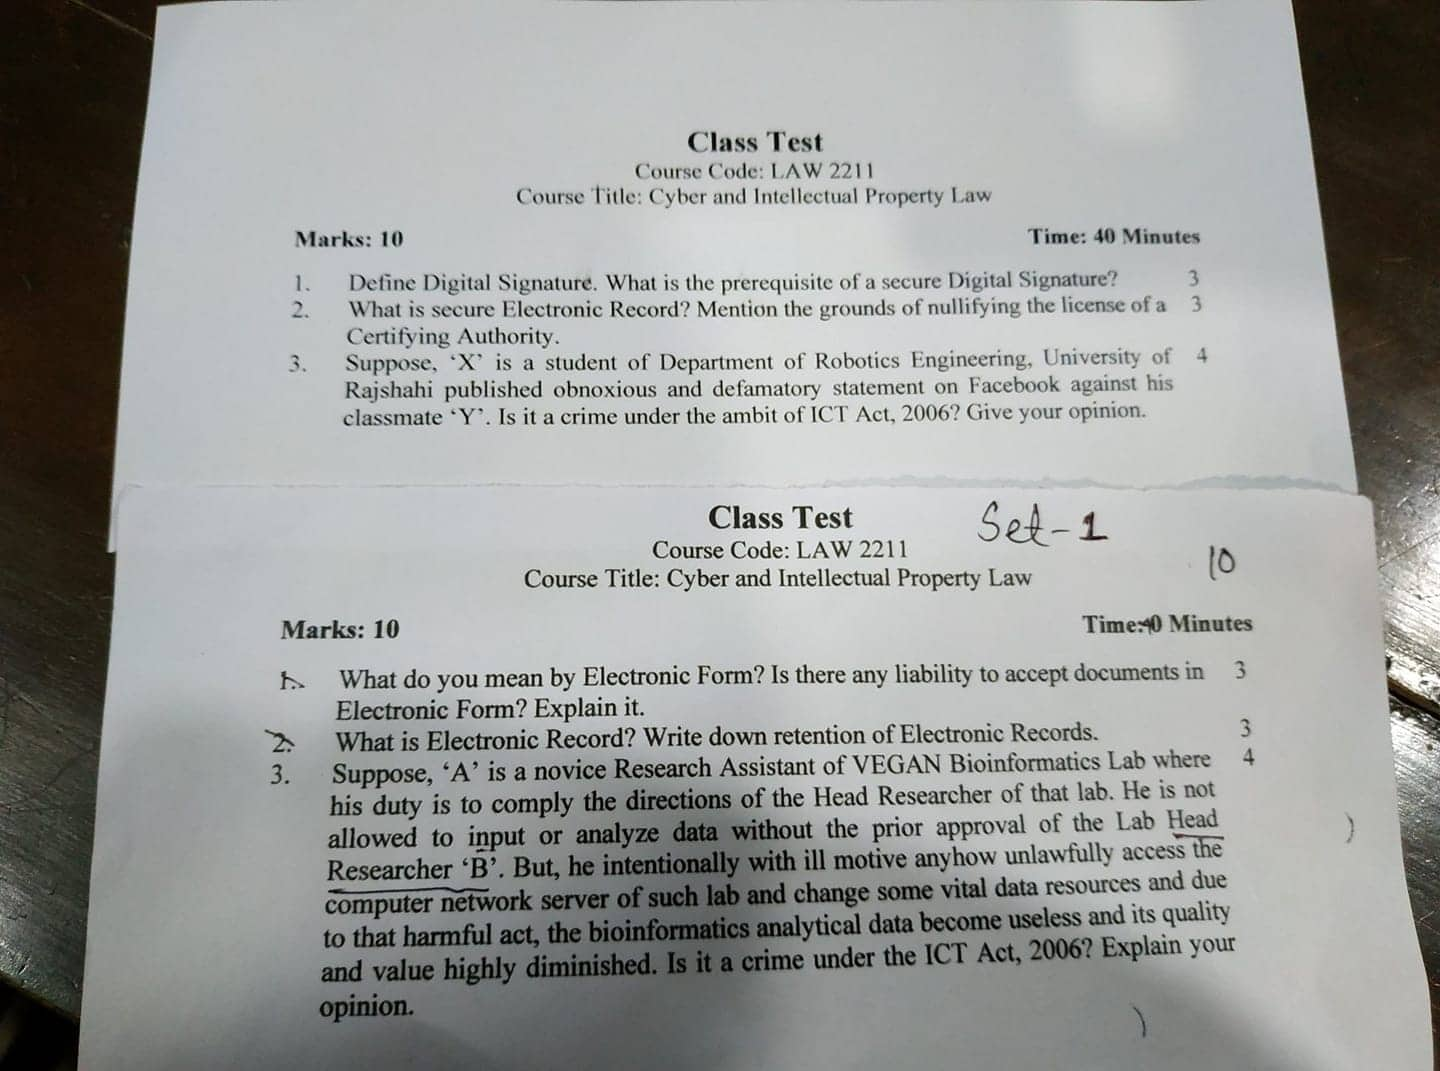 Class Test
Course Code: LAW 2211
Course Title: Cyber and Intellectual Property Law
Marks: 10 Time: 40 Minutes
1. Define Digital Signature. What is the prerequisite of a secure Digital Signature? 3
2. What is secure Electronic Record? Mention the grounds of nullifying the license of a 3
Certifying Authority.
3. Suppose, ‘X’ is a student of Department of Robotics Engineering, University of 4
Rajshahi published obnoxious and defamatory statement on Facebook against his
classmate ‘Y’. Is it a crime under the ambit of ICT Act, 2006? Give your opinion.
Class Test Set-1
Course Code: LAW 2211
10
Course Title: Cyber and Intellectual Property Law
Marks: 10 Time:40 Minutes
1. What do you mean by Electronic Form? Is there any liability to accept documents in 3
Electronic Form? Explain it.
2. What is Electronic Record? Write down retention of Electronic Records. 3
3. Suppose, ‘A’ is a novice Research Assistant of VEGAN Bioinformatics Lab where 4
his duty is to comply the directions of the Head Researcher of that lab. He is not
allowed to input or analyze data without the prior approval of the Lab Head
Researcher ‘B’. But, he intentionally with ill motive anyhow unlawfully access the
computer network server of such lab and change some vital data resources and due
to that harmful act, the bioinformatics analytical data become useless and its quality
and value highly diminished. Is it a crime under the ICT Act, 2006? Explain your
opinion.